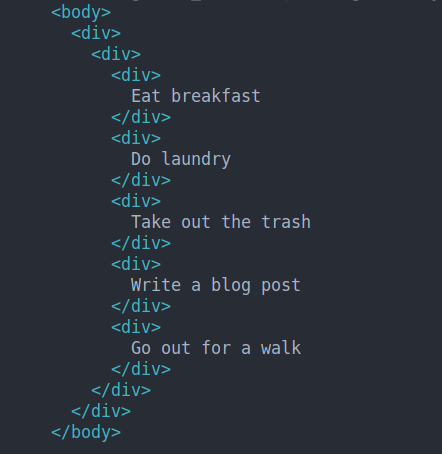 <body>
<div>
<div>
<div>
Eat breakfast
</div>
<div>
Do laundry
</div>
<div>
Take out the trash
</div>
<div>
Write a blog post
</div>
<div>
Go out for a walk
</div>
</div>
</div>
</body>